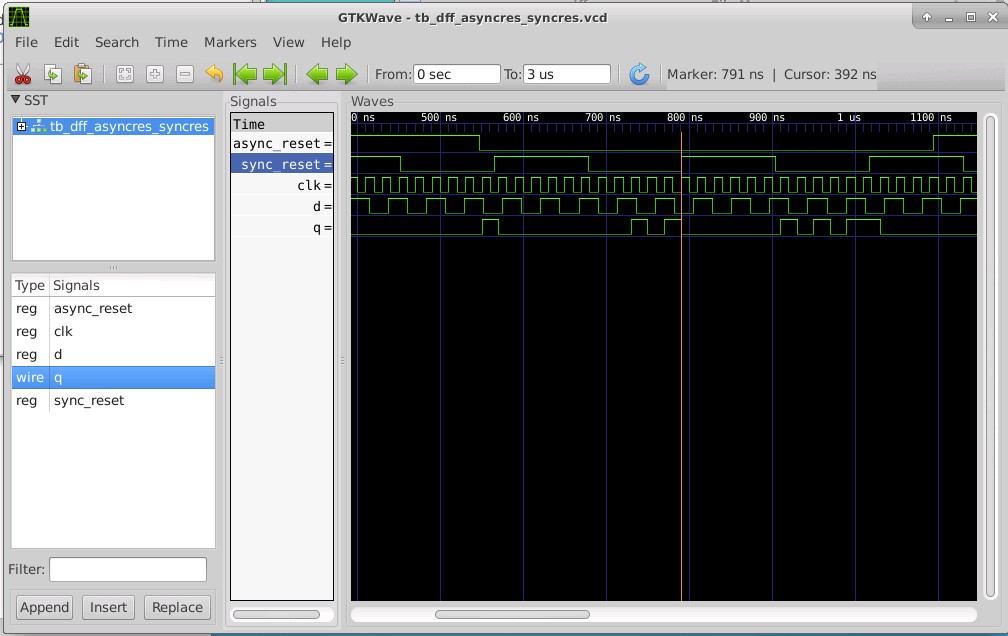 GTKWave - tb_dff_asyncres_syncres.vcd
File Edit Search Time Markers View Help
From: 0 sec To: 3 us Marker: 791 ns | Cursor: 392 ns
SST
tb_dff_asyncres_syncres
Type Signals
reg async_reset
reg clk
reg d
wire q
reg sync_reset
Filter:
Append Insert Replace
Signals
Time
async_reset =
sync_reset =
clk =
d =
q =
Waves
0 ns 500 ns 600 ns 700 ns 800 ns 900 ns 1 us 1100 ns